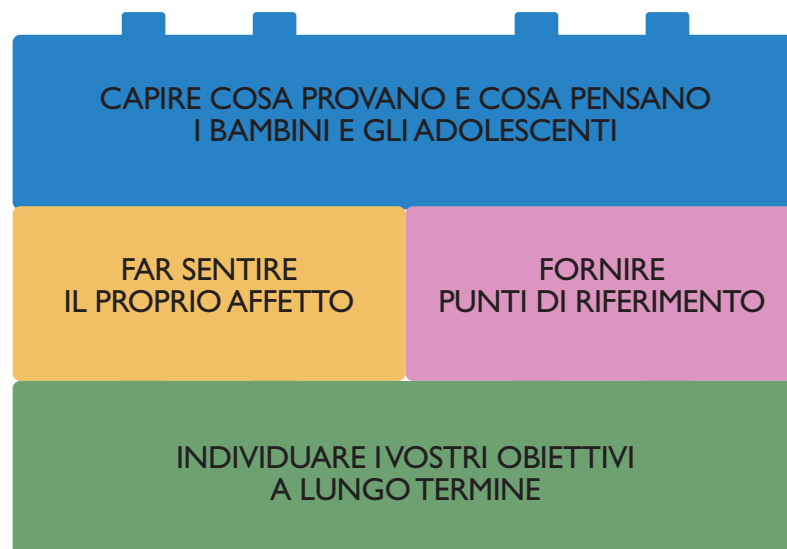 CAPIRE COSA PROVANO E COSA PENSANO
I BAMBINI E GLI ADOLESCENTI
FAR SENTIRE
IL PROPRIO AFFETTO
FORNIRE
PUNTI DI RIFERIMENTO
INDIVIDUARE I VOSTRI OBIETTIVI
A LUNGO TERMINE